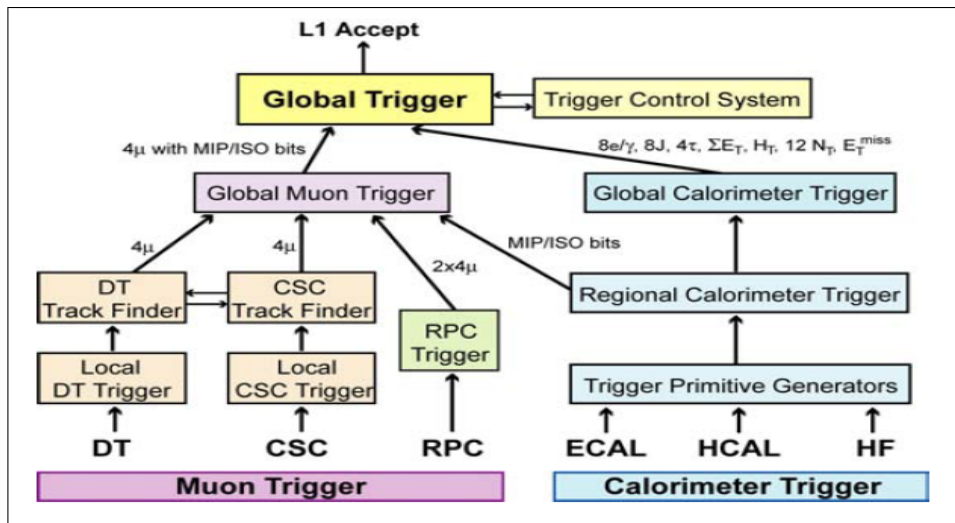 L1 Accept
Global Trigger
Trigger Control System
4μ with MIP/ISO bits
8e/γ, 8J, 4τ, ΣE_T, H_T, 12 N_T, E_T^miss
Global Muon Trigger
Global Calorimeter Trigger
4μ
4μ
2x4μ
MIP/ISO bits
DT
Track Finder
CSC
Track Finder
Regional Calorimeter Trigger
RPC
Trigger
Local
DT Trigger
Local
CSC Trigger
Trigger Primitive Generators
DT
CSC
RPC
ECAL
HCAL
HF
Muon Trigger
Calorimeter Trigger